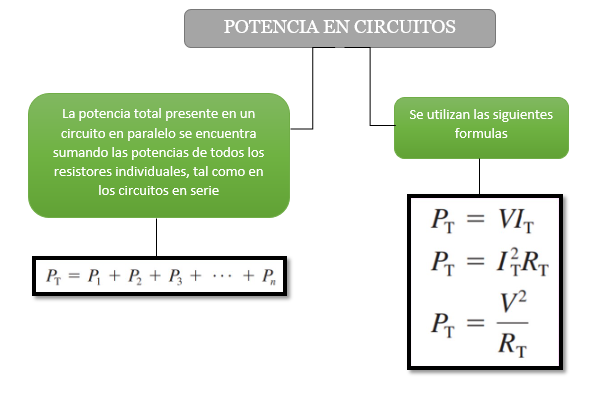 POTENCIA EN CIRCUITOS
La potencia total presente en un
circuito en paralelo se encuentra
sumando las potencias de todos los
resistores individuales, tal como en
los circuitos en serie
P_T = P_1 + P_2 + P_3 + ⋯ + P_n
Se utilizan las siguientes
formulas
P_T = VI_T
P_T = I_T^2 R_T
P_T = V^2 / R_T